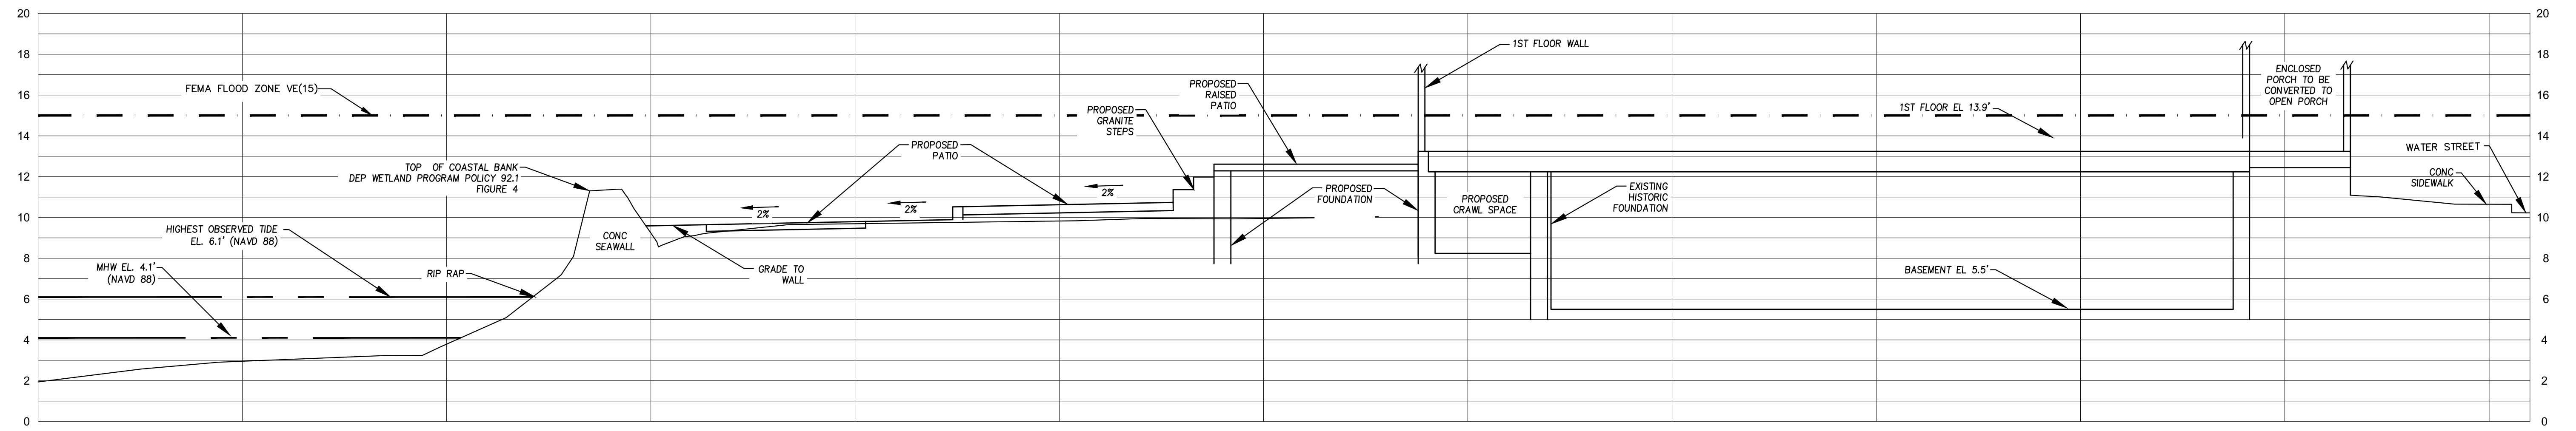 20
18
16
14
12
10
8
6
4
2
0
FEMA FLOOD ZONE VE(15)
TOP OF COASTAL BANK
DEP WETLAND PROGRAM POLICY 92.1
FIGURE 4
HIGHEST OBSERVED TIDE
EL. 6.1' (NAVD 88)
MHW EL. 4.1'
(NAVD 88)
RIP RAP
CONC
SEAWALL
GRADE TO
WALL
2%
2%
2%
PROPOSED
PATIO
PROPOSED
GRANITE
STEPS
PROPOSED
RAISED
PATIO
PROPOSED
FOUNDATION
1ST FLOOR WALL
PROPOSED
CRAWL SPACE
EXISTING
HISTORIC
FOUNDATION
1ST FLOOR EL 13.9'
BASEMENT EL 5.5'
ENCLOSED
PORCH TO BE
CONVERTED TO
OPEN PORCH
WATER STREET
CONC
SIDEWALK
20
18
16
14
12
10
8
6
4
2
0